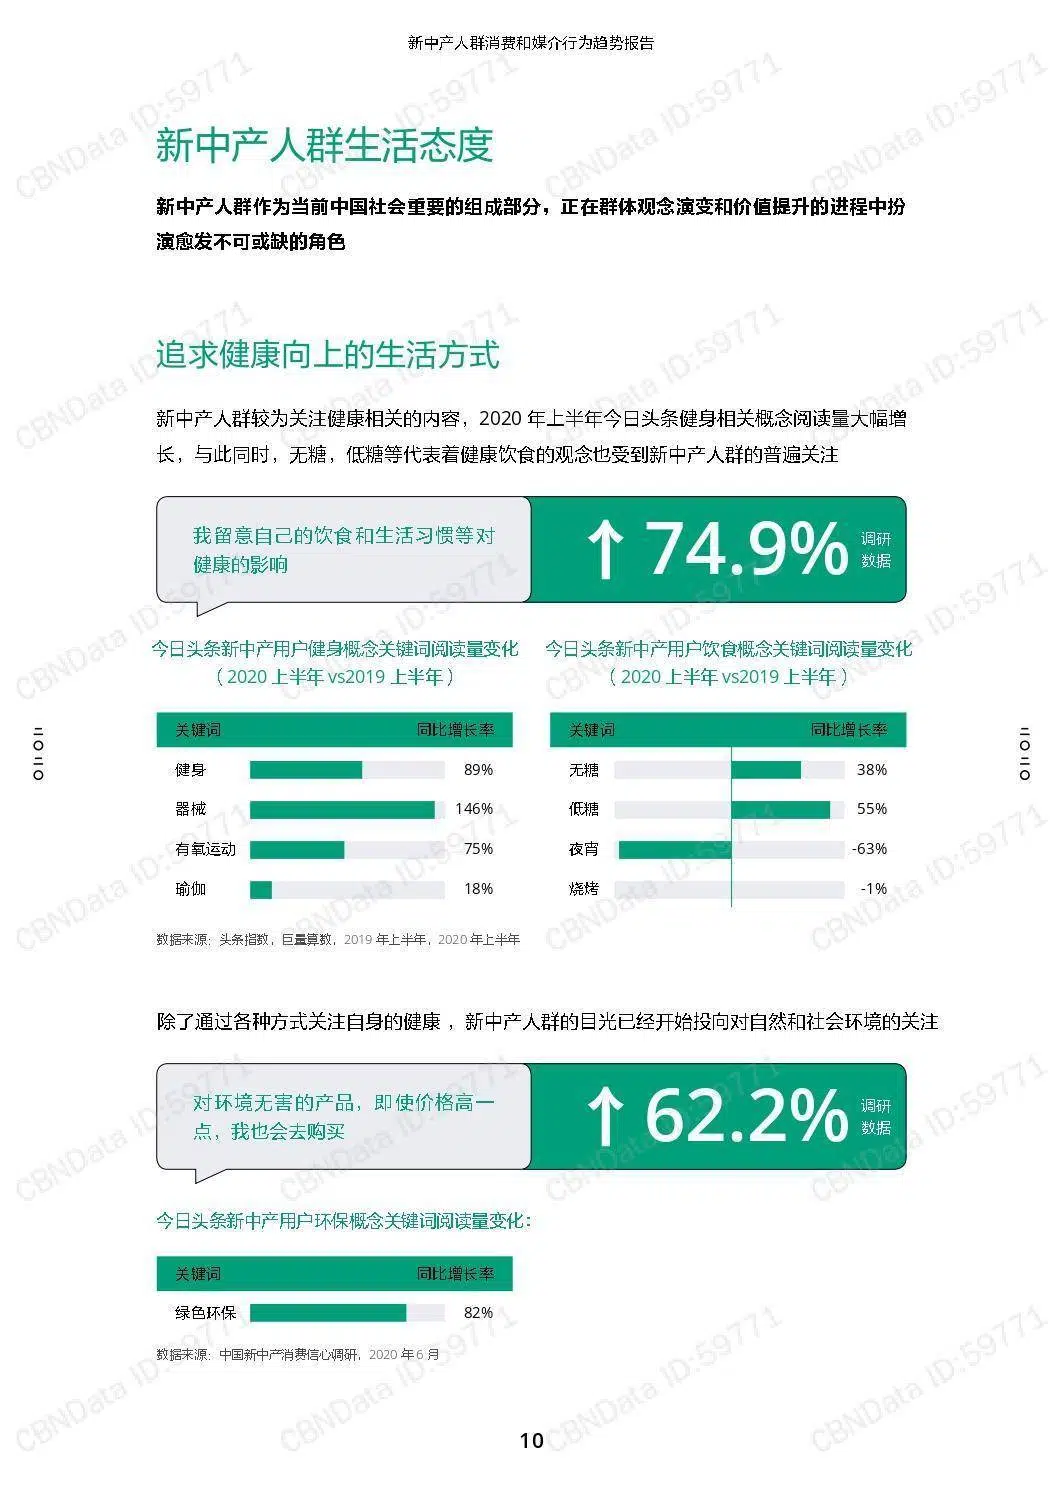 新中产人群消费和媒介行为趋势报告
新中产人群生活态度
新中产人群作为当前中国社会重要的组成部分，正在群体观念演变和价值提升的进程中扮
演愈发不可或缺的角色
追求健康向上的生活方式
新中产人群较为关注健康相关的内容，2020 年上半年今日头条健身相关概念阅读量大幅增
长，与此同时，无糖，低糖等代表着健康饮食的观念也受到新中产人群的普遍关注
我留意自己的饮食和生活习惯等对
健康的影响
↑ 74.9% 调研
数据
今日头条新中产用户健身概念关键词阅读量变化
（ 2020 上半年 vs2019 上半年 ）
关键词 同比增长率
健身 89%
器械 146%
有氧运动 75%
瑜伽 18%
今日头条新中产用户饮食概念关键词阅读量变化
（ 2020 上半年 vs2019 上半年 ）
关键词 同比增长率
无糖 38%
低糖 55%
夜宵 -63%
烧烤 -1%
数据来源：头条指数，巨量算数，2019 年上半年，2020 年上半年
除了通过各种方式关注自身的健康 ，新中产人群的目光已经开始投向对自然和社会环境的关注
对环境无害的产品，即使价格高一
点，我也会去购买
↑ 62.2% 调研
数据
今日头条新中产用户环保概念关键词阅读量变化：
关键词 同比增长率
绿色环保 82%
数据来源：中国新中产消费信心调研，2020 年 6 月
10
CBNData ID:59771